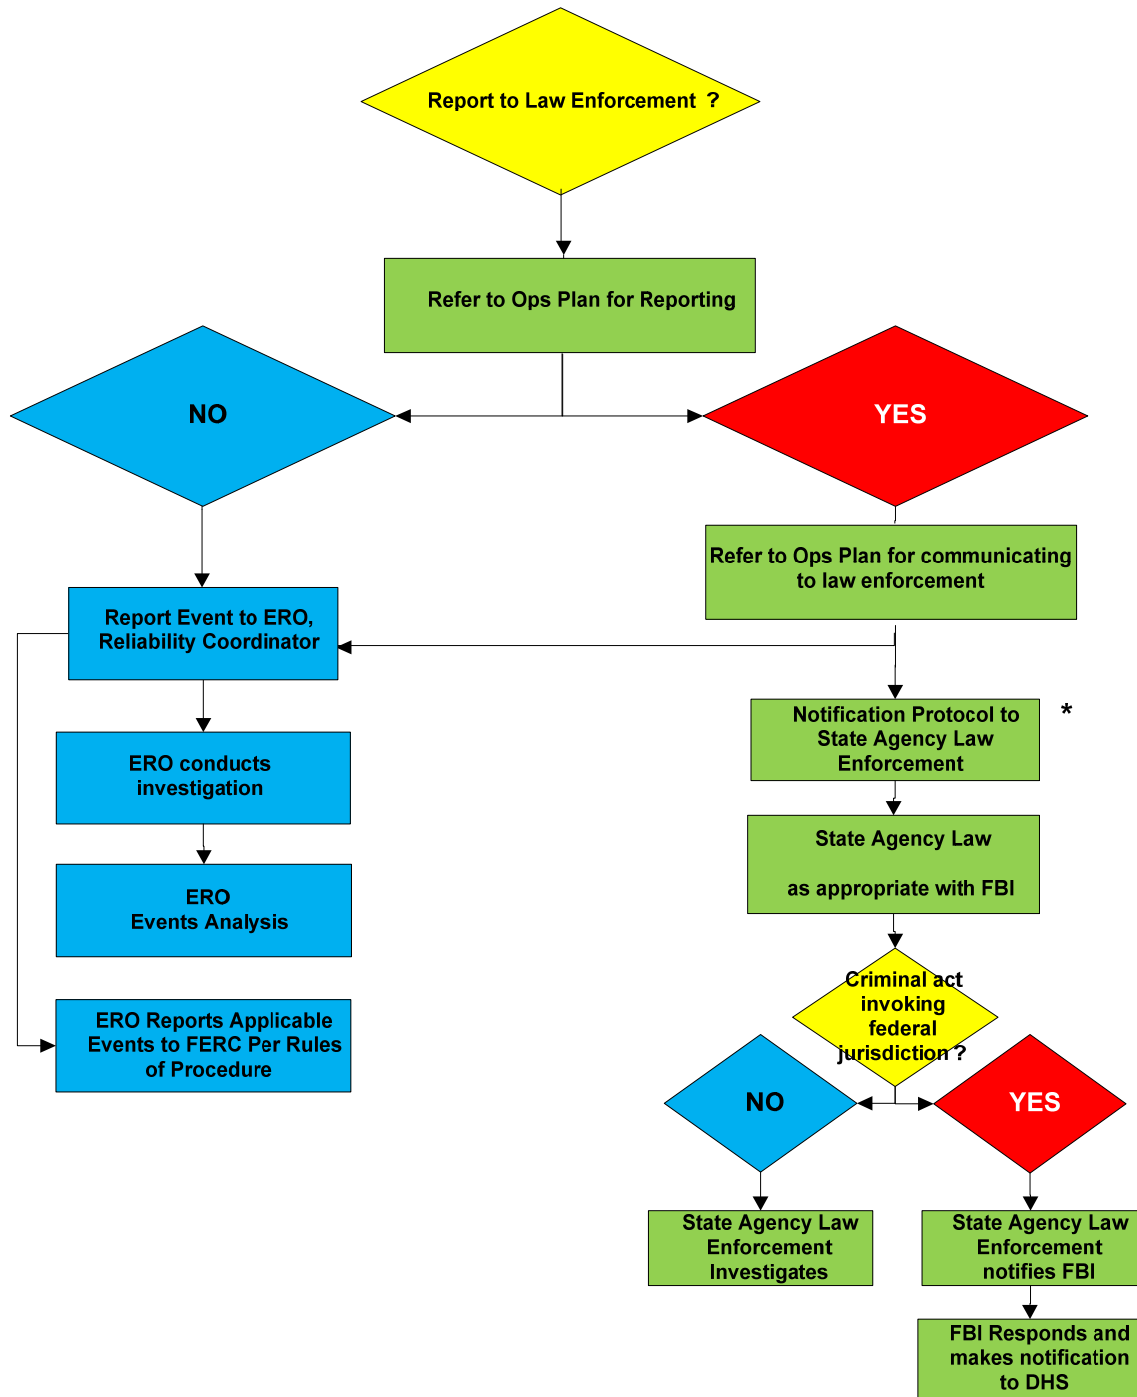 Report to Law Enforcement ?
Refer to Ops Plan for Reporting
NO
YES
Refer to Ops Plan for communicating
to law enforcement
Report Event to ERO,
Reliability Coordinator
Notification Protocol to
State Agency Law
Enforcement
*
ERO conducts
investigation
State Agency Law
as appropriate with FBI
ERO
Events Analysis
Criminal act
invoking
federal
jurisdiction ?
ERO Reports Applicable
Events to FERC Per Rules
of Procedure
NO
YES
State Agency Law
Enforcement
Investigates
State Agency Law
Enforcement
notifies FBI
FBI Responds and
makes notification
to DHS